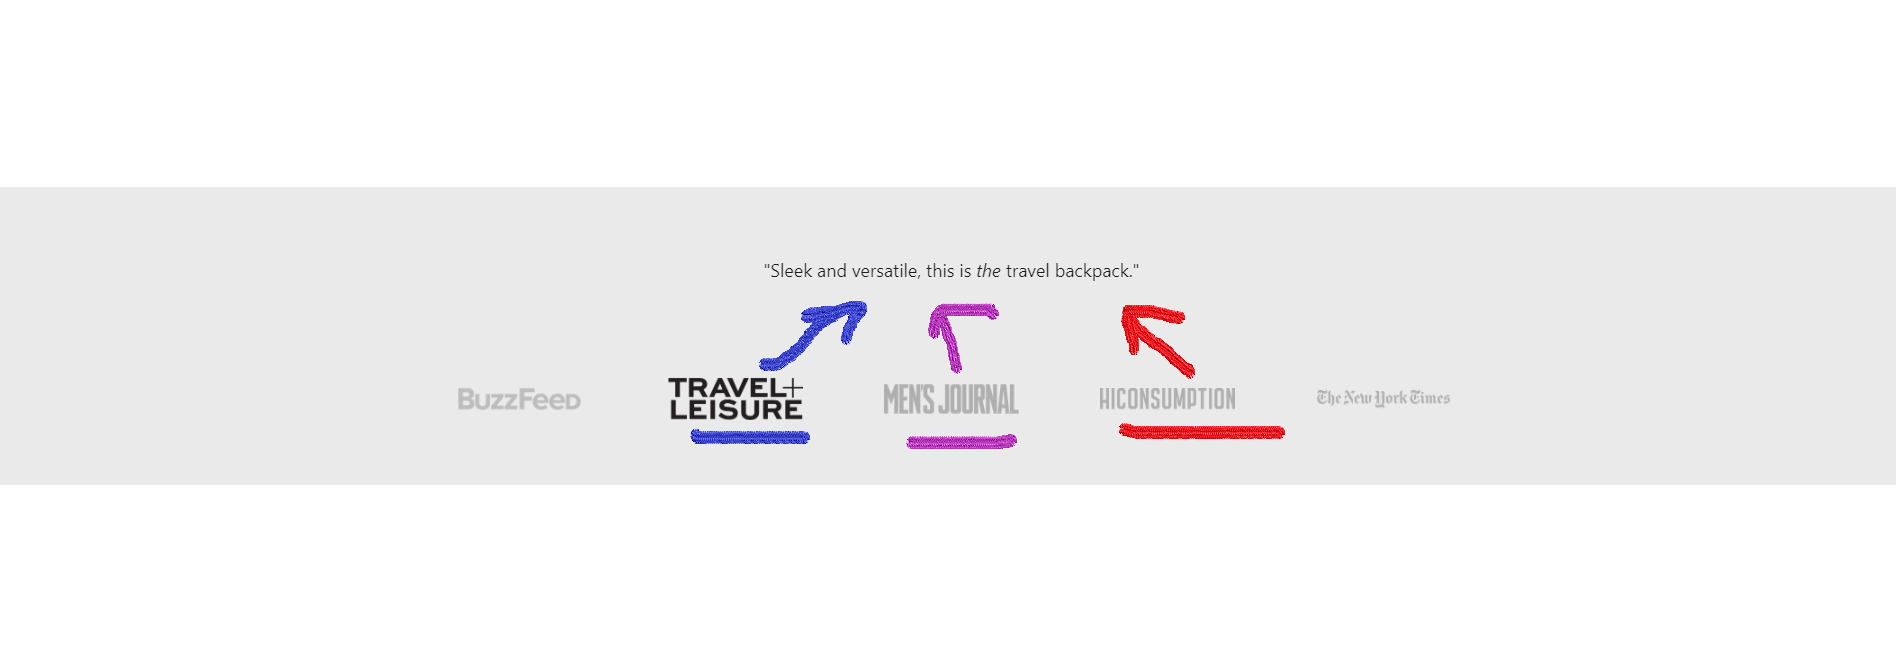 "Sleek and versatile, this is the travel backpack."
BuzzFeed TRAVEL+ LEISURE MEN'S JOURNAL HICONSUMPTION The New York Times